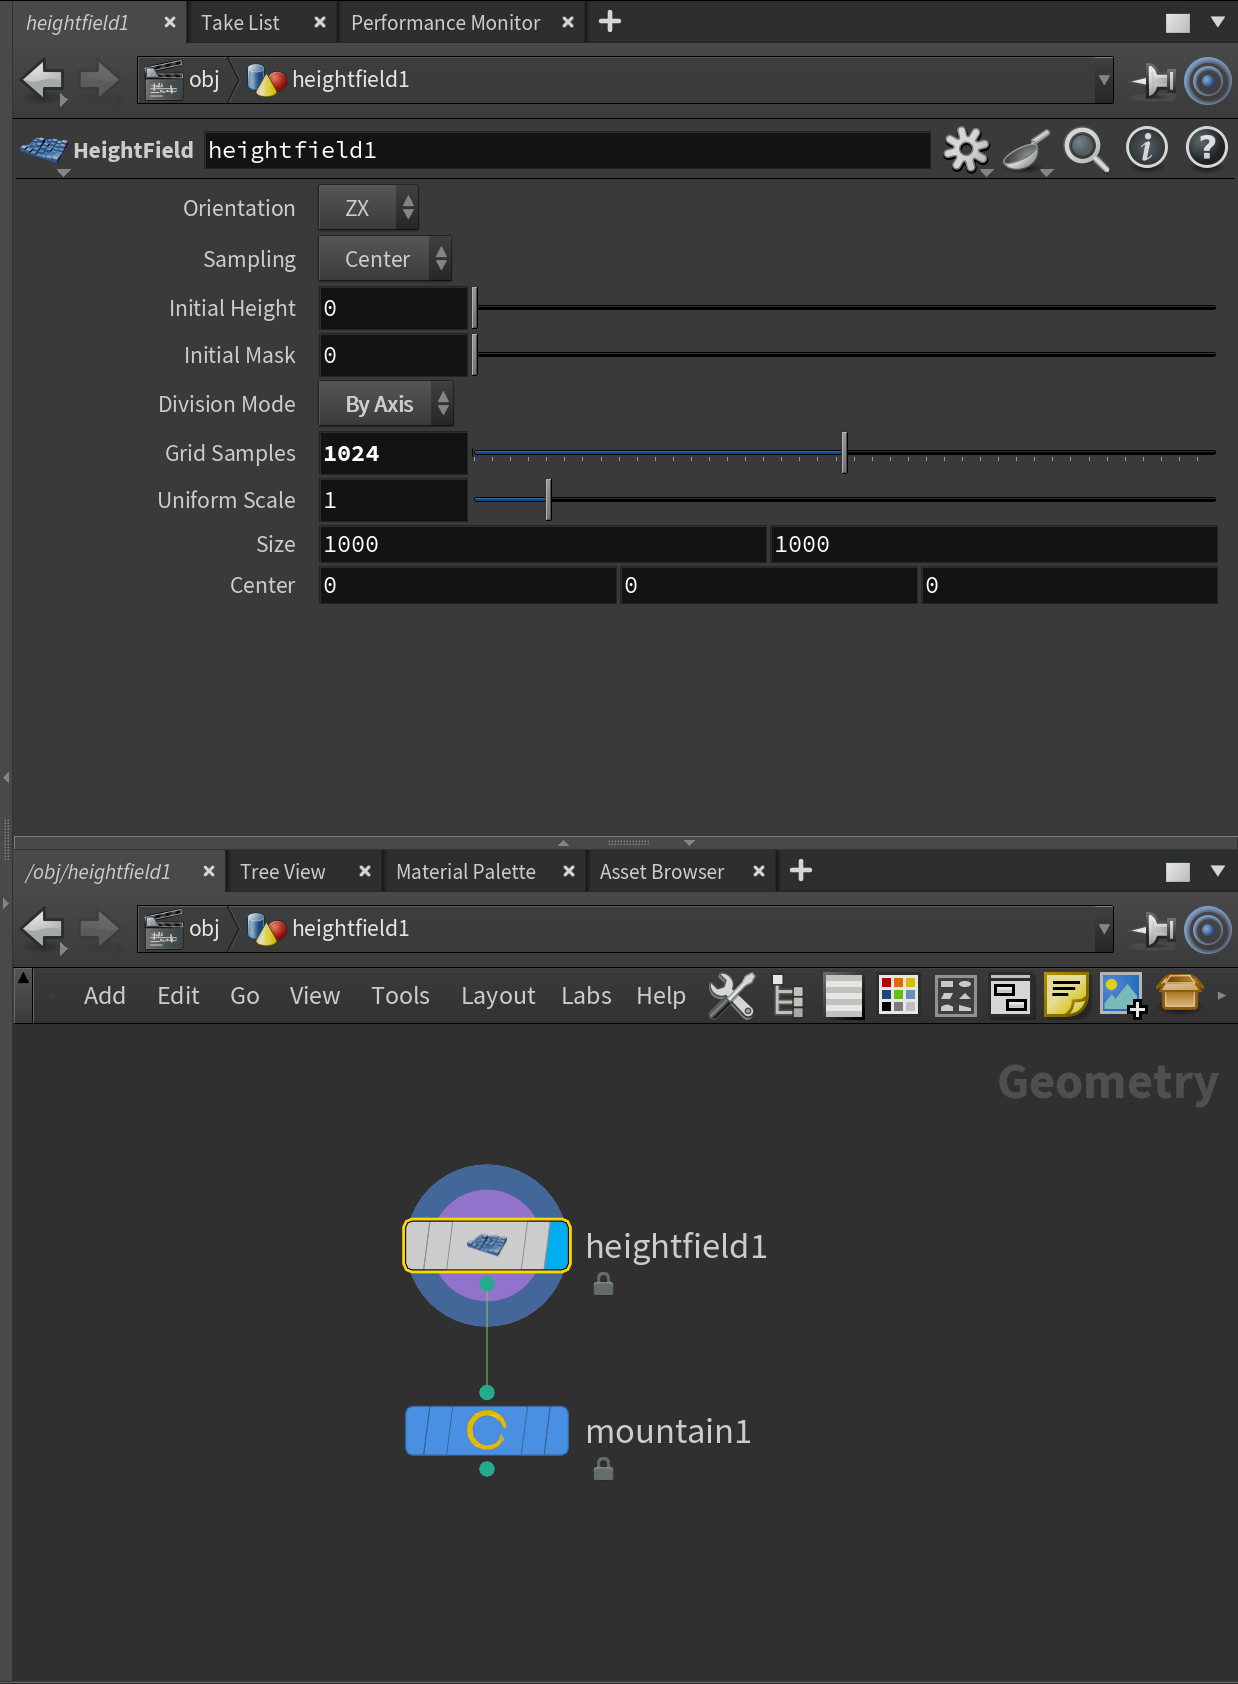 heightfield1 × Take List × Performance Monitor × +
obj heightfield1
HeightField heightfield1
Orientation ZX
Sampling Center
Initial Height 0
Initial Mask 0
Division Mode By Axis
Grid Samples 1024
Uniform Scale 1
Size 1000 1000
Center 0 0 0
/obj/heightfield1 × Tree View × Material Palette × Asset Browser × +
obj heightfield1
Add Edit Go View Tools Layout Labs Help
Geometry
heightfield1
mountain1